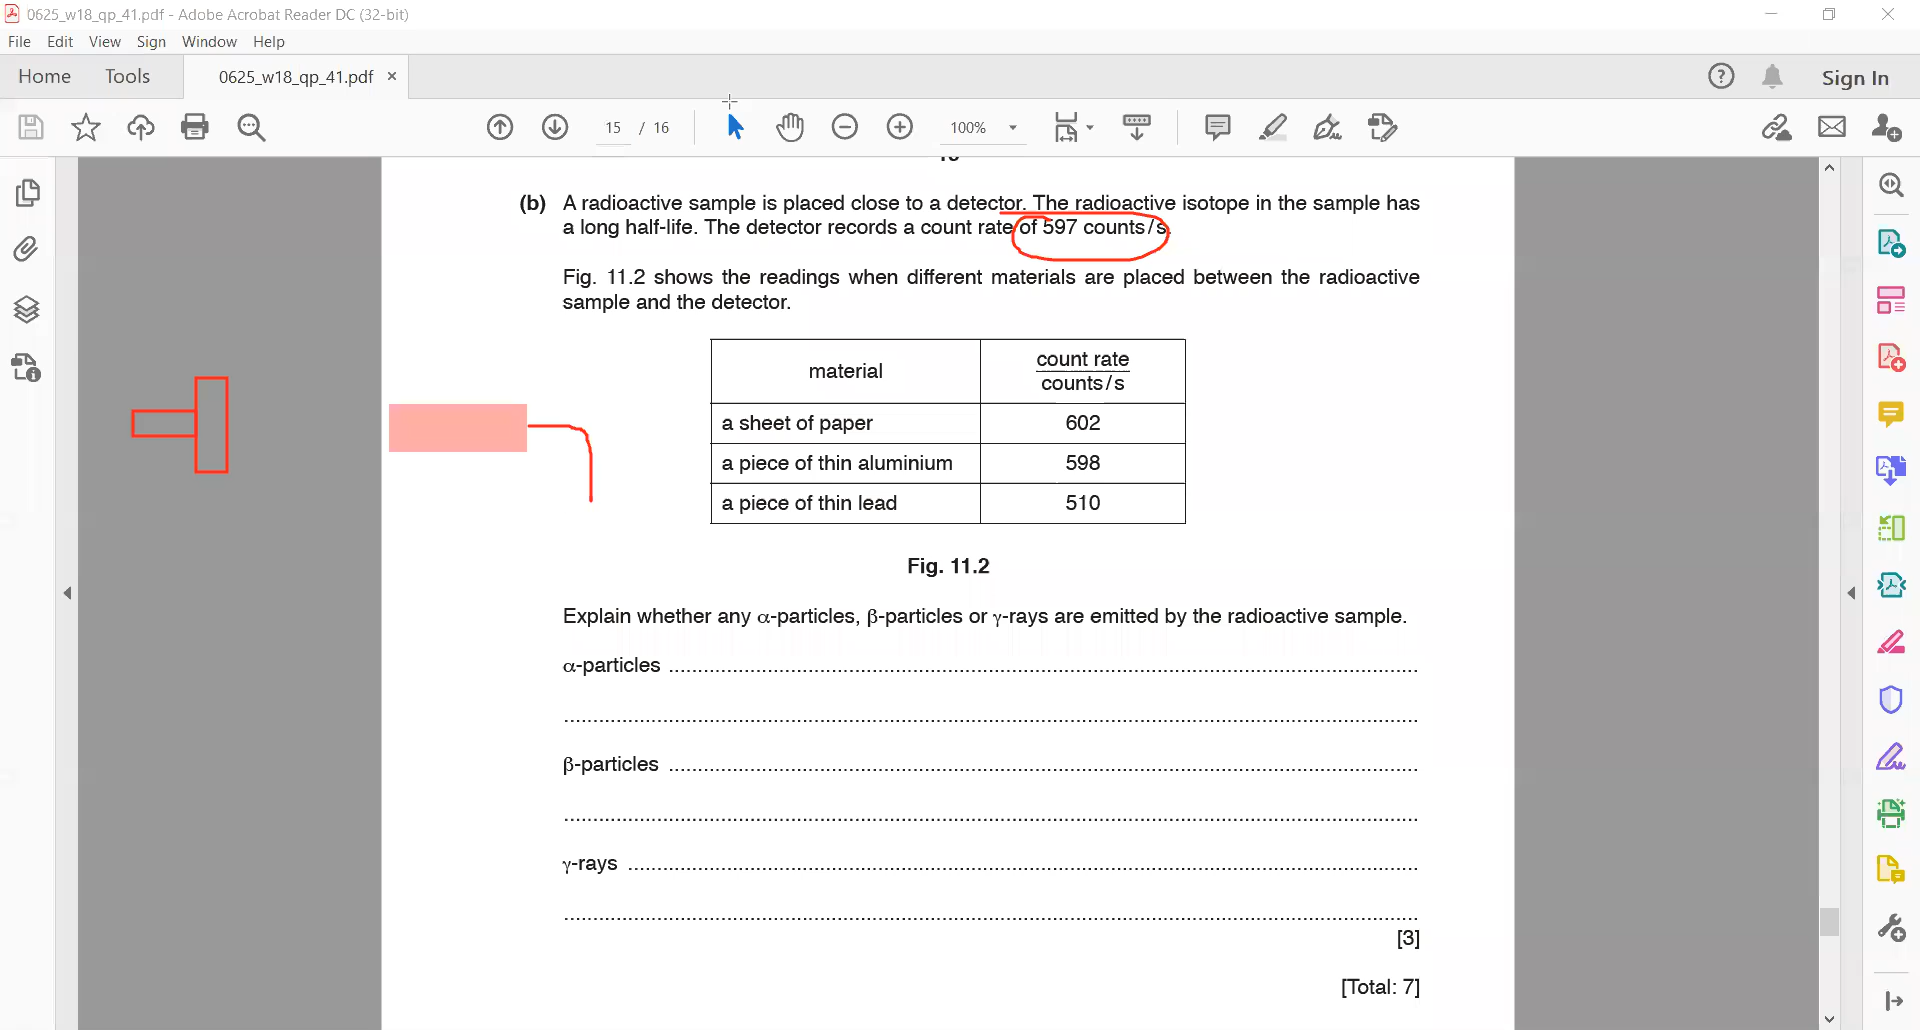 0625_w18_qp_41.pdf - Adobe Acrobat Reader DC (32-bit)
File Edit View Sign Window Help
Home Tools 0625_w18_qp_41.pdf × Sign In
15 / 16 100%
(b) A radioactive sample is placed close to a detector. The radioactive isotope in the sample has
a long half-life. The detector records a count rate of 597 counts/s.
Fig. 11.2 shows the readings when different materials are placed between the radioactive
sample and the detector.
material count rate
counts/s
a sheet of paper 602
a piece of thin aluminium 598
a piece of thin lead 510
Fig. 11.2
Explain whether any α-particles, β-particles or γ-rays are emitted by the radioactive sample.
α-particles ....................
....................
β-particles ....................
....................
γ-rays ....................
....................
[3]
[Total: 7]